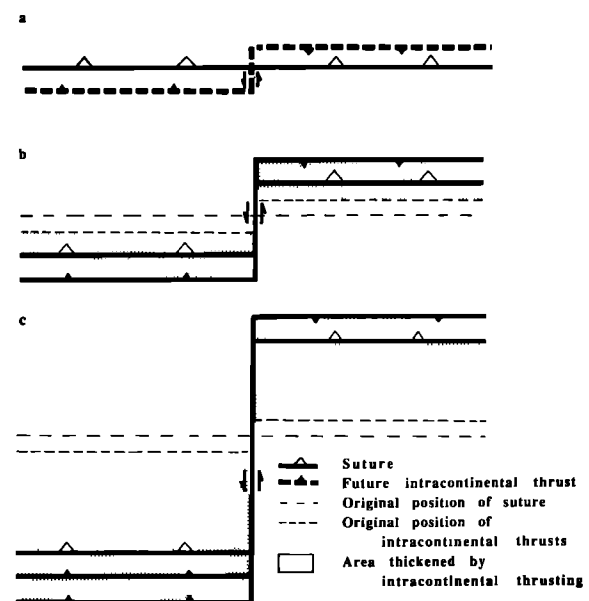 a
b
c
Suture
Future intracontinental thrust
Original position of suture
Original position of
intracontinental thrusts
Area thickened by
intracontinental thrusting